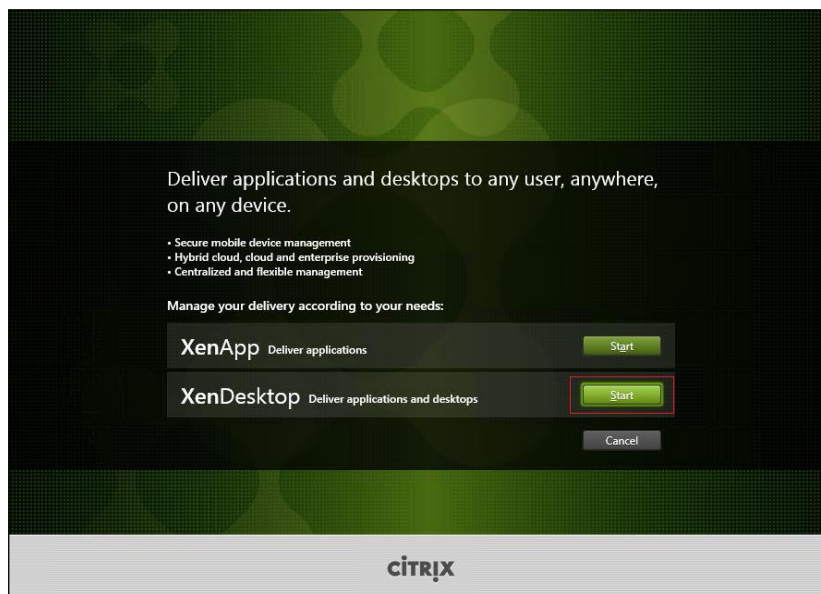 Deliver applications and desktops to any user, anywhere,
on any device.
• Secure mobile device management
• Hybrid cloud, cloud and enterprise provisioning
• Centralized and flexible management
Manage your delivery according to your needs:
XenApp Deliver applications Start
XenDesktop Deliver applications and desktops Start
Cancel
CİTRIX